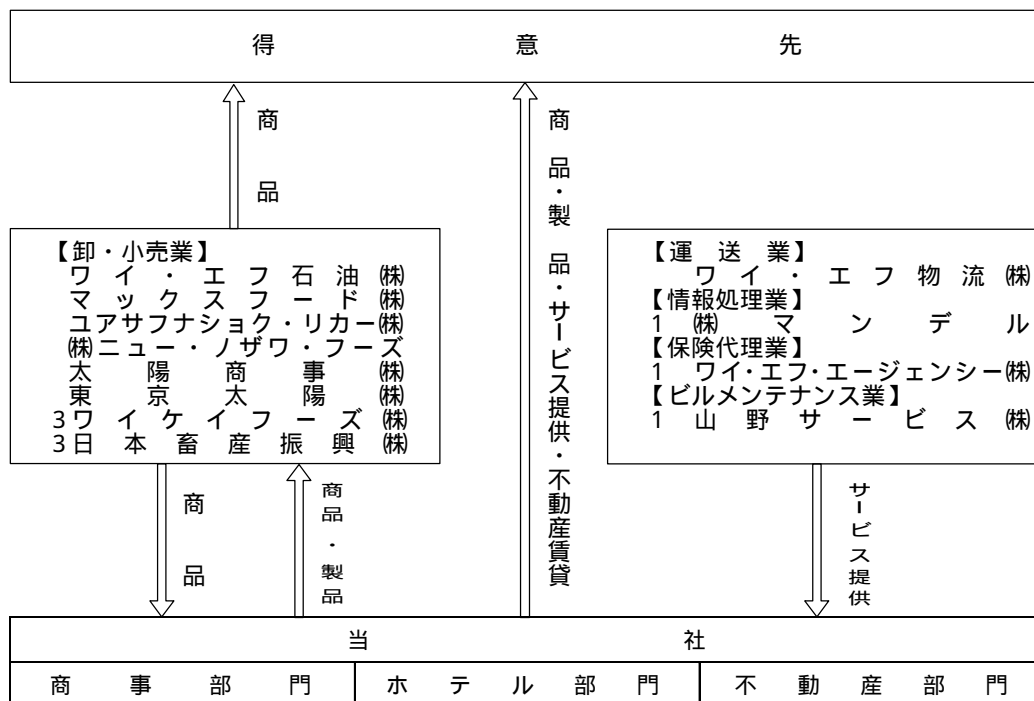 得意先
商品
商品・製品・サービス提供・不動産賃貸
【卸・小売業】
ワイ・エフ石油㈱
マックスフード㈱
ユアサフナショク・リカー㈱
㈱ニュー・ノザワ・フーズ
太陽商事㈱
東京太陽㈱
3ワイケイフーズ㈱
3日本畜産振興㈱
【運送業】
ワイ・エフ物流㈱
【情報処理業】
1 ㈱マンデル
【保険代理業】
1 ワイ・エフ・エージェンシー㈱
【ビルメンテナンス業】
1 山野サービス㈱
商品
商品・製品
サービス提供
当社
商事部門
ホテル部門
不動産部門